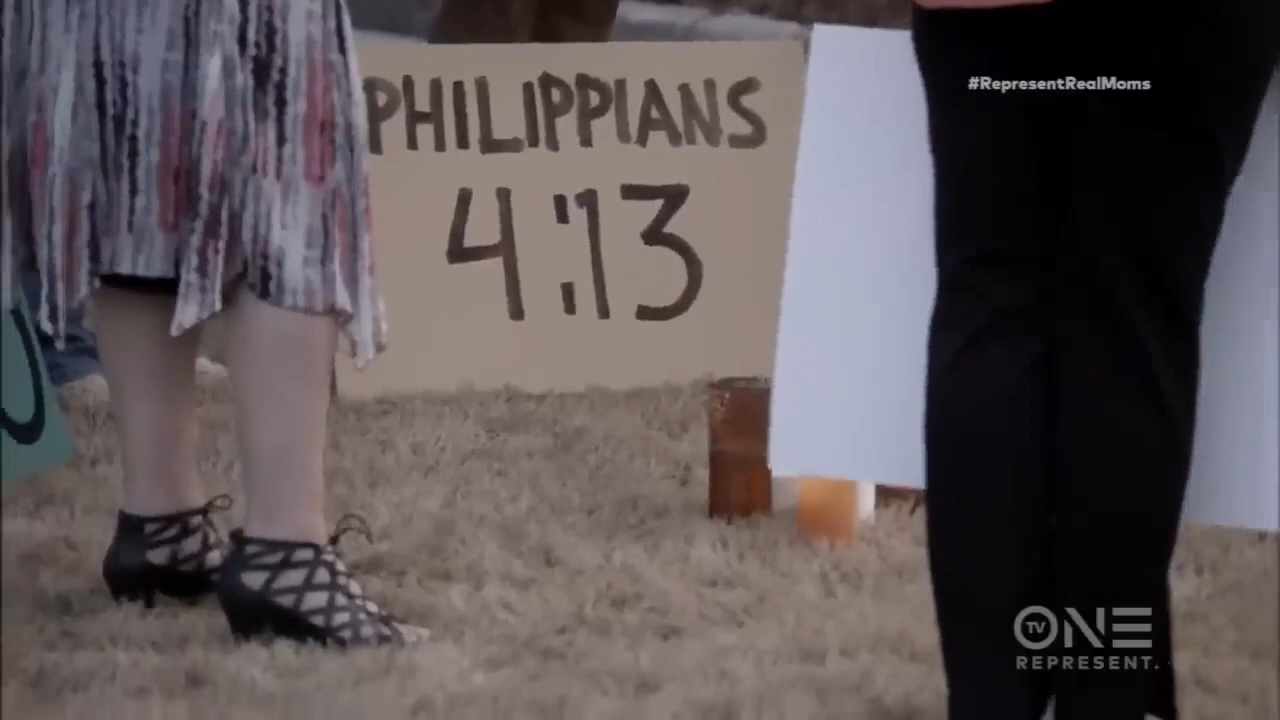 PHILIPPIANS
4:13
#RepresentRealMoms
TV ONE
REPRESENT.